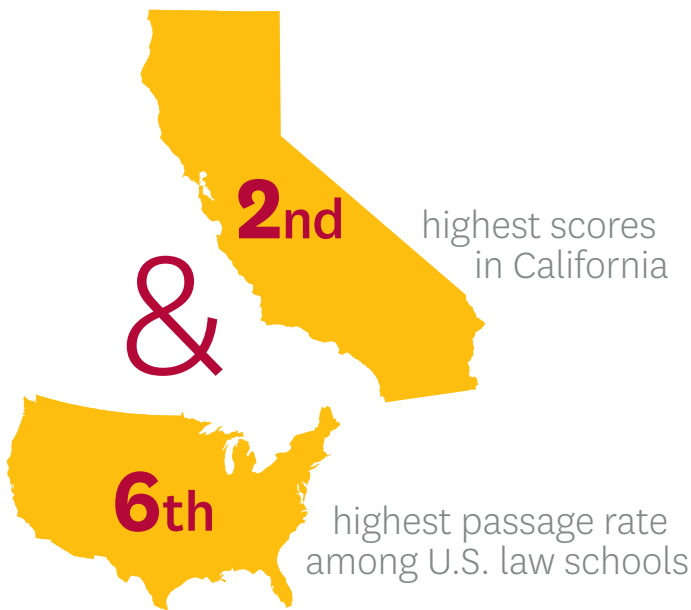 2nd
highest scores
in California
&
6th
highest passage rate
among U.S. law schools